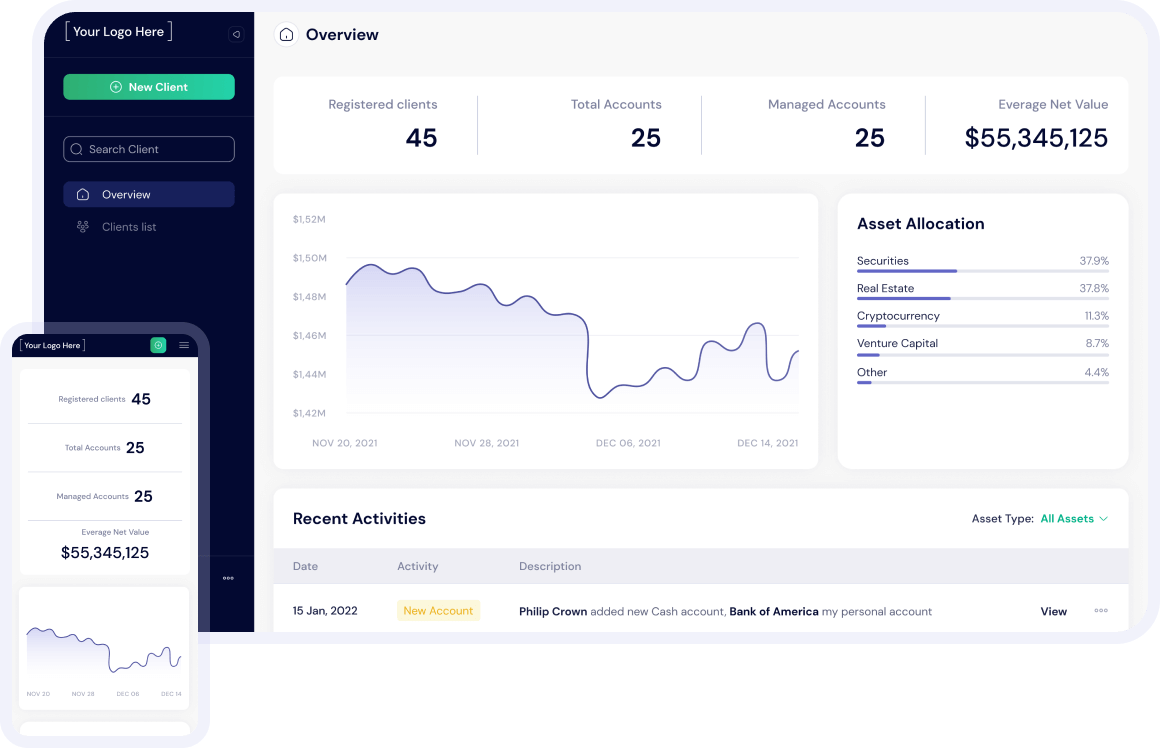 Your Logo Here
New Client
Search Client
Overview
Clients list
Overview
Registered clients
45
Total Accounts
25
Managed Accounts
25
Everage Net Value
$55,345,125
$1,52M
$1,50M
$1,48M
$1,46M
$1,44M
$1,42M
NOV 20, 2021 NOV 28, 2021 DEC 06, 2021 DEC 14, 2021
Asset Allocation
Securities 37.9%
Real Estate 37.8%
Cryptocurrency 11.3%
Venture Capital 8.7%
Other 4.4%
Recent Activities
Asset Type: All Assets
Date Activity Description
15 Jan, 2022 New Account Philip Crown added new Cash account, Bank of America my personal account View
Your Logo Here
Registered clients 45
Total Accounts 25
Managed Accounts 25
Everage Net Value
$55,345,125
NOV 20 NOV 28 DEC 06 DEC 14